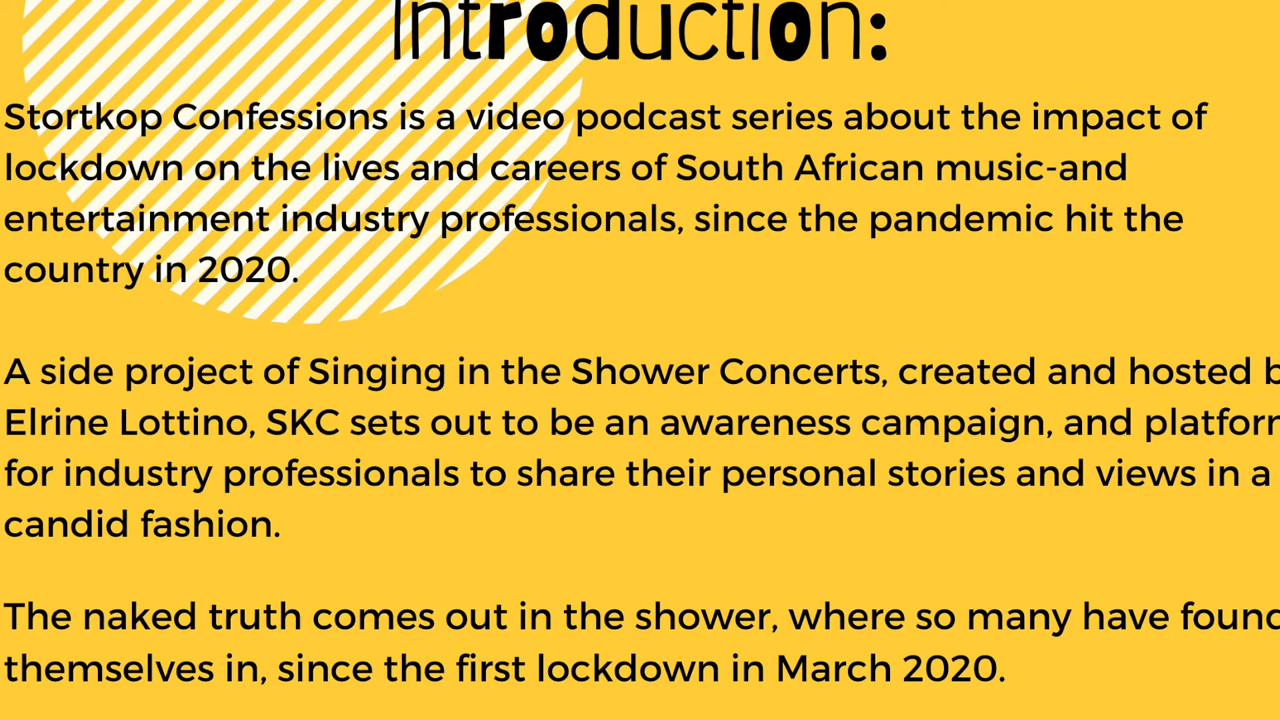 Introduction:
Stortkop Confessions is a video podcast series about the impact of
lockdown on the lives and careers of South African music-and
entertainment industry professionals, since the pandemic hit the
country in 2020.
A side project of Singing in the Shower Concerts, created and hosted b
Elrine Lottino, SKC sets out to be an awareness campaign, and platfor
for industry professionals to share their personal stories and views in a
candid fashion.
The naked truth comes out in the shower, where so many have found
themselves in, since the first lockdown in March 2020.